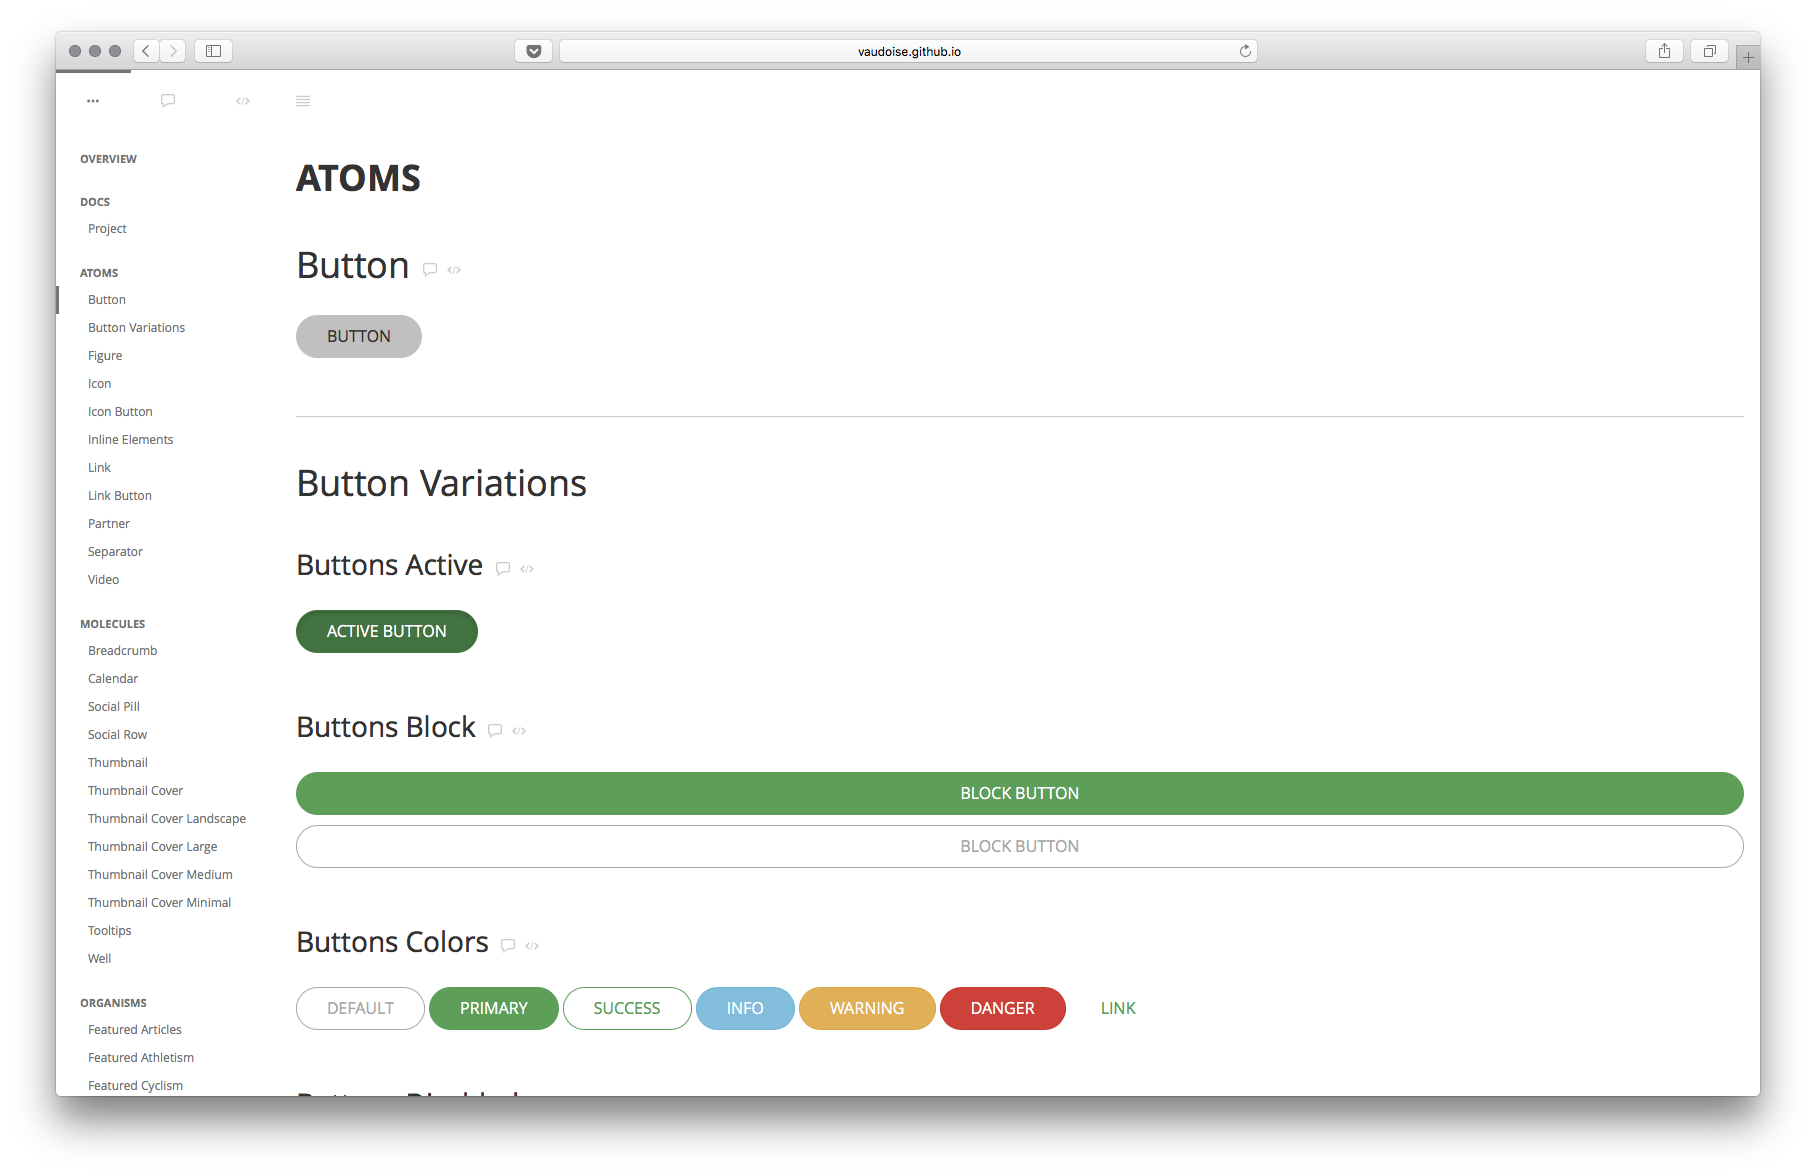 vaudoise.github.io
OVERVIEW
DOCS
Project
ATOMS
Button
Button Variations
Figure
Icon
Icon Button
Inline Elements
Link
Link Button
Partner
Separator
Video
MOLECULES
Breadcrumb
Calendar
Social Pill
Social Row
Thumbnail
Thumbnail Cover
Thumbnail Cover Landscape
Thumbnail Cover Large
Thumbnail Cover Medium
Thumbnail Cover Minimal
Tooltips
Well
ORGANISMS
Featured Articles
Featured Athletism
Featured Cyclism
ATOMS
Button
BUTTON
Button Variations
Buttons Active
ACTIVE BUTTON
Buttons Block
BLOCK BUTTON
BLOCK BUTTON
Buttons Colors
DEFAULT PRIMARY SUCCESS INFO WARNING DANGER LINK